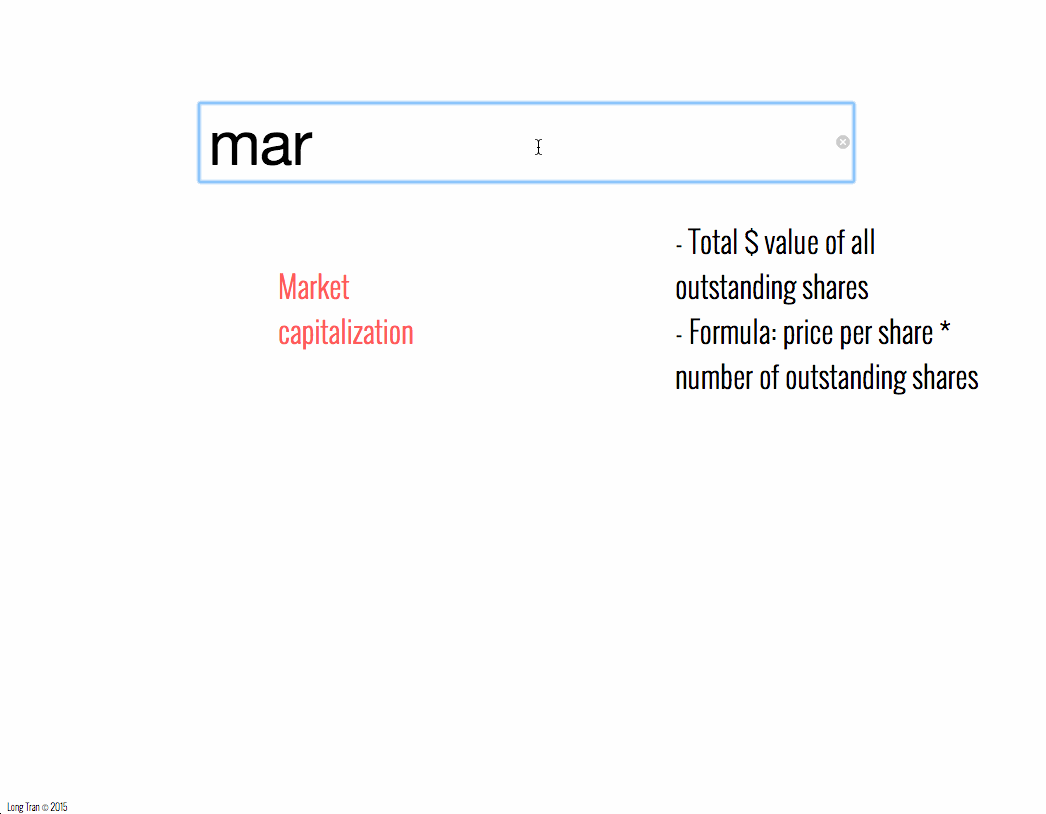 mar
Market
capitalization
- Total $ value of all
outstanding shares
- Formula: price per share *
number of outstanding shares
Long Tran © 2015